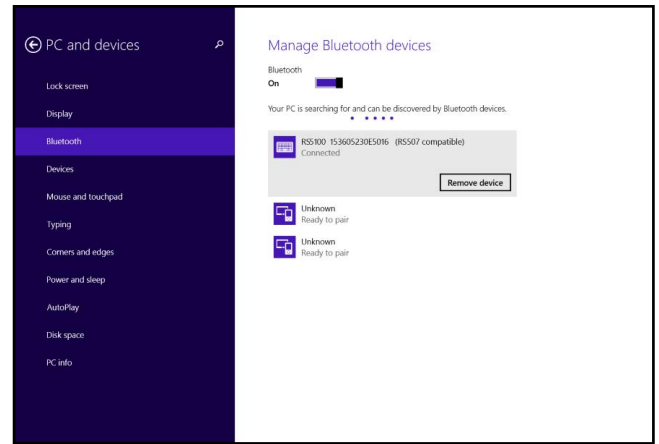 PC and devices
Lock screen
Display
Bluetooth
Devices
Mouse and touchpad
Typing
Corners and edges
Power and sleep
AutoPlay
Disk space
PC info
Manage Bluetooth devices
Bluetooth
On
Your PC is searching for and can be discovered by Bluetooth devices.
RS5100 153605230E5016 (RS507 compatible)
Connected
Remove device
Unknown
Ready to pair
Unknown
Ready to pair